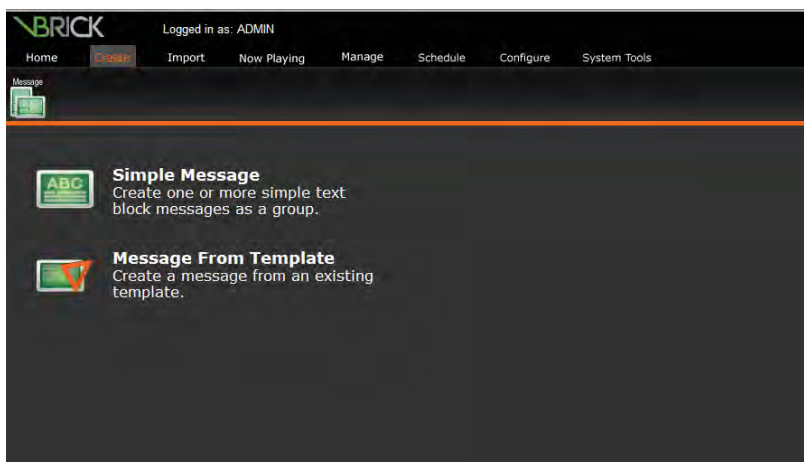 VBRICK
Logged in as: ADMIN
Home Create Import Now Playing Manage Schedule Configure System Tools
Message
ABC
Simple Message
Create one or more simple text
block messages as a group.
Message From Template
Create a message from an existing
template.